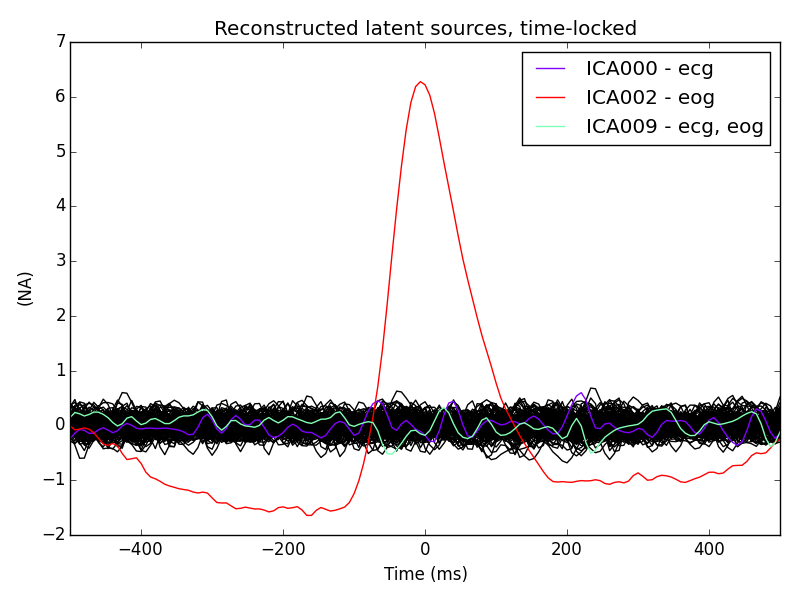 Reconstructed latent sources, time-locked
7
6
5
4
3
2
1
0
−1
−2
(NA)
ICA000 - ecg
ICA002 - eog
ICA009 - ecg, eog
−400
−200
0
200
400
Time (ms)